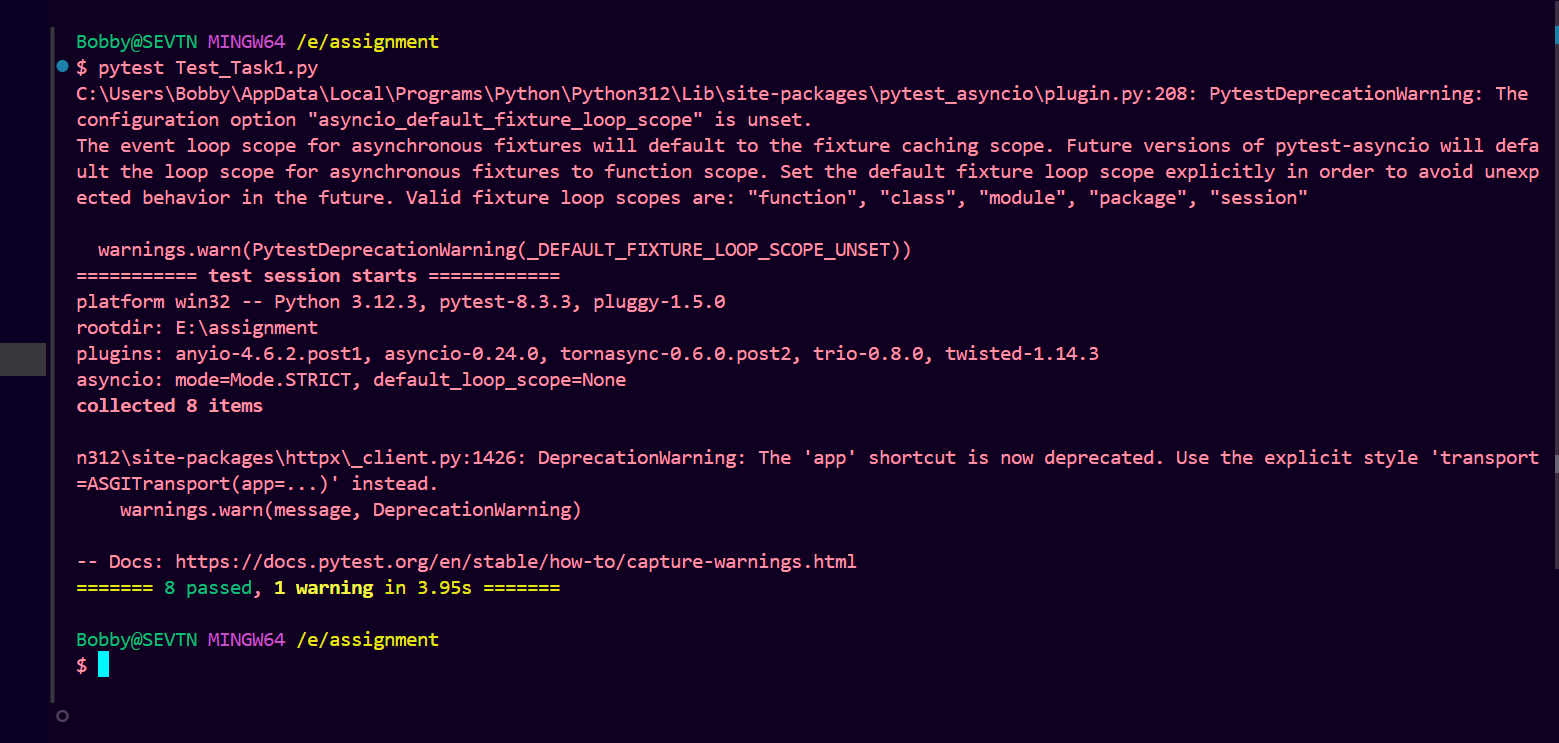 Bobby@SEVTN MINGW64 /e/assignment
$ pytest Test_Task1.py
C:\Users\Bobby\AppData\Local\Programs\Python\Python312\Lib\site-packages\pytest_asyncio\plugin.py:208: PytestDeprecationWarning: The
configuration option "asyncio_default_fixture_loop_scope" is unset.
The event loop scope for asynchronous fixtures will default to the fixture caching scope. Future versions of pytest-asyncio will defa
ult the loop scope for asynchronous fixtures to function scope. Set the default fixture loop scope explicitly in order to avoid unexp
ected behavior in the future. Valid fixture loop scopes are: "function", "class", "module", "package", "session"
warnings.warn(PytestDeprecationWarning(_DEFAULT_FIXTURE_LOOP_SCOPE_UNSET))
=========== test session starts ============
platform win32 -- Python 3.12.3, pytest-8.3.3, pluggy-1.5.0
rootdir: E:\assignment
plugins: anyio-4.6.2.post1, asyncio-0.24.0, tornasync-0.6.0.post2, trio-0.8.0, twisted-1.14.3
asyncio: mode=Mode.STRICT, default_loop_scope=None
collected 8 items
n312\site-packages\httpx\_client.py:1426: DeprecationWarning: The 'app' shortcut is now deprecated. Use the explicit style 'transport
=ASGITransport(app=...)' instead.
warnings.warn(message, DeprecationWarning)
-- Docs: https://docs.pytest.org/en/stable/how-to/capture-warnings.html
======= 8 passed, 1 warning in 3.95s =======
Bobby@SEVTN MINGW64 /e/assignment
$